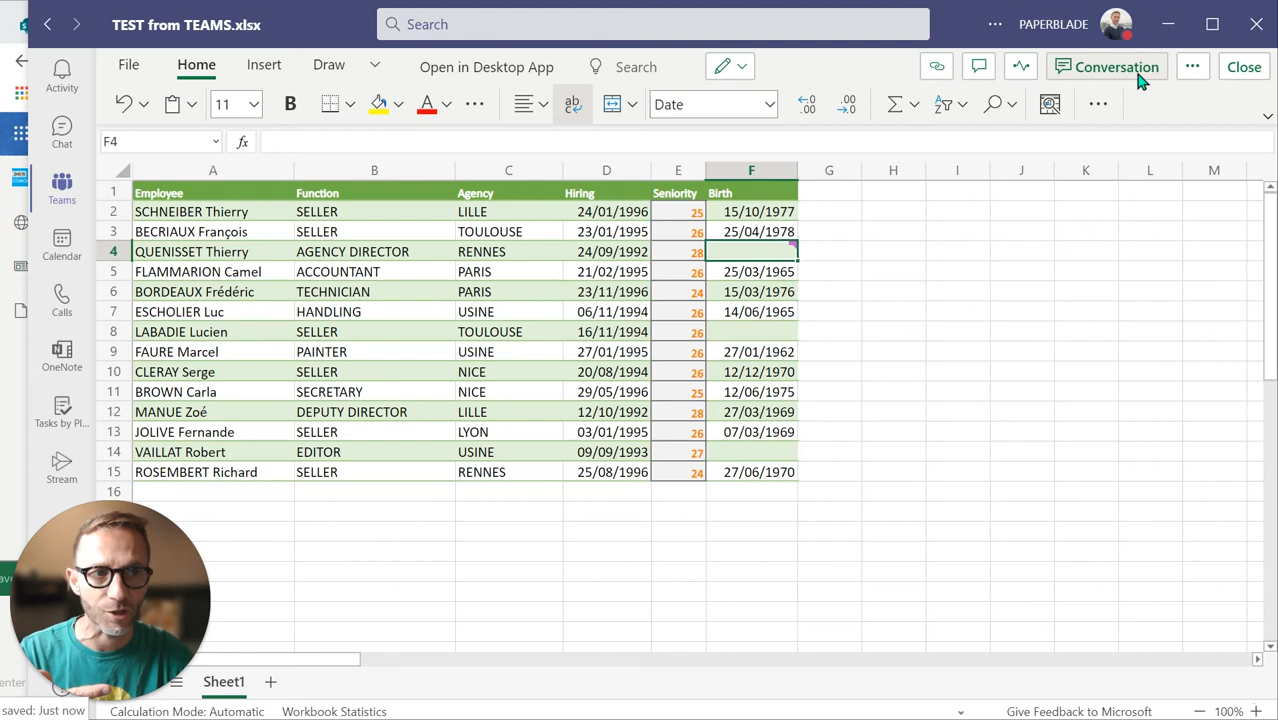 TEST from TEAMS.xlsx
Search
PAPERBLADE
File Home Insert Draw Open in Desktop App Search Conversation Close
11 B A ab Date
F4 fx
A B C D E F G H I J K L M
1 Employee Function Agency Hiring Seniority Birth
2 SCHNEIBER Thierry SELLER LILLE 24/01/1996 25 15/10/1977
3 BECRIAUX François SELLER TOULOUSE 23/01/1995 26 25/04/1978
4 QUENISSET Thierry AGENCY DIRECTOR RENNES 24/09/1992 28
5 FLAMMARION Camel ACCOUNTANT PARIS 21/02/1995 26 25/03/1965
6 BORDEAUX Frédéric TECHNICIAN PARIS 23/11/1996 24 15/03/1976
7 ESCHOLIER Luc HANDLING USINE 06/11/1994 26 14/06/1965
8 LABADIE Lucien SELLER TOULOUSE 16/11/1994 26
9 FAURE Marcel PAINTER USINE 27/01/1995 26 27/01/1962
10 CLERAY Serge SELLER NICE 20/08/1994 26 12/12/1970
11 BROWN Carla SECRETARY NICE 29/05/1996 25 12/06/1975
12 MANUE Zoé DEPUTY DIRECTOR LILLE 12/10/1992 28 27/03/1969
13 JOLIVE Fernande SELLER LYON 03/01/1995 26 07/03/1969
14 VAILLAT Robert EDITOR USINE 09/09/1993 27
15 ROSEMBERT Richard SELLER RENNES 25/08/1996 24 27/06/1970
16
Activity
Chat
Teams
Calendar
Calls
OneNote
Tasks by Pl...
Stream
Sheet1
saved: Just now
Calculation Mode: Automatic Workbook Statistics Give Feedback to Microsoft 100%